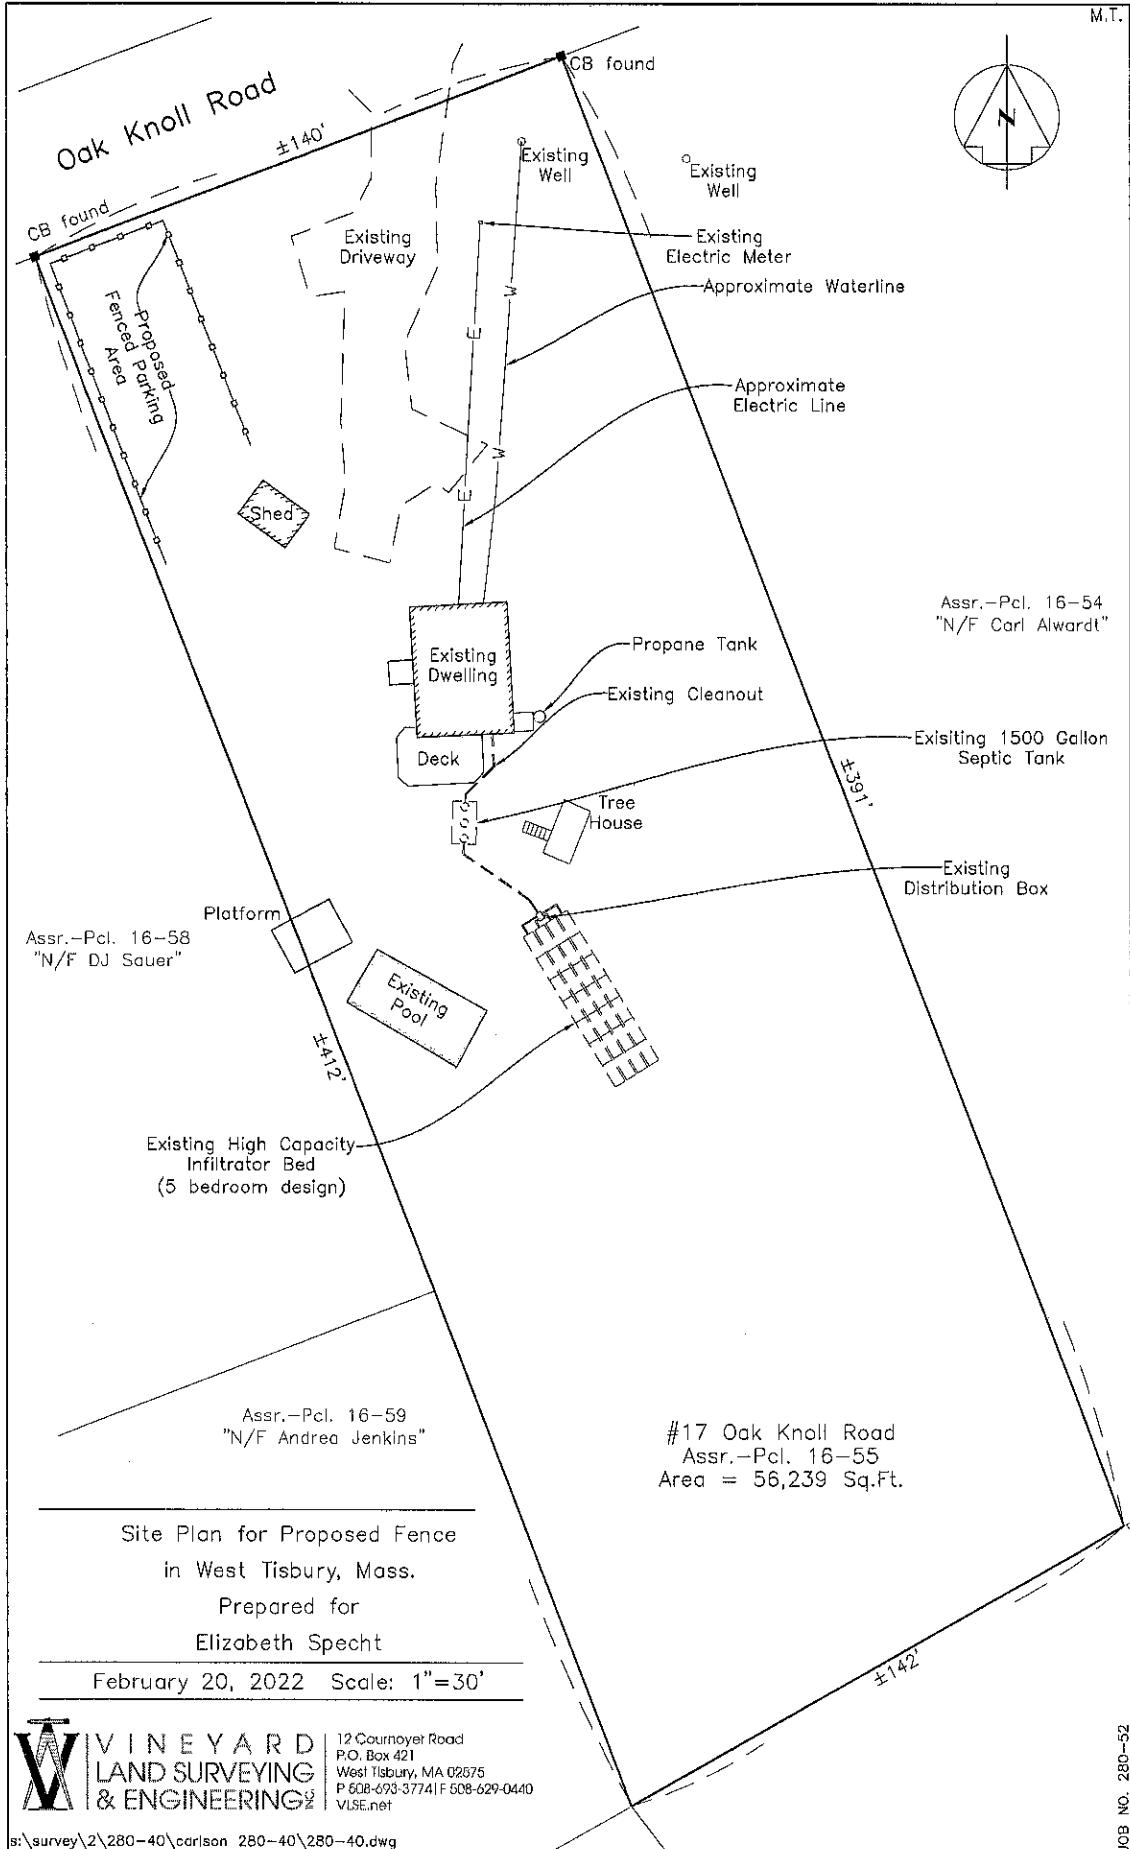 M.T.
CB found
Oak Knoll Road
±140'
N
Existing
Well
Existing
Well
CB found
Existing
Driveway
Existing
Electric Meter
Approximate Waterline
W
E
Proposed
Fenced Parking
Area
Approximate
Electric Line
W
E
Shed
Assr.-Pcl. 16-54
"N/F Carl Alwardt"
Existing
Dwelling
Propane Tank
Existing Cleanout
Deck
Exisiting 1500 Gallon
Septic Tank
±391'
Tree
House
Existing
Distribution Box
Platform
Assr.-Pcl. 16-58
"N/F DJ Sauer"
Existing
Pool
±412'
Existing High Capacity
Infiltrator Bed
(5 bedroom design)
Assr.-Pcl. 16-59
"N/F Andrea Jenkins"
#17 Oak Knoll Road
Assr.-Pcl. 16-55
Area = 56,239 Sq.Ft.
Site Plan for Proposed Fence
in West Tisbury, Mass.
Prepared for
Elizabeth Specht
February 20, 2022 Scale: 1"=30'
±142'
VINEYARD
LAND SURVEYING
& ENGINEERING INC
12 Cournoyer Road
P.O. Box 421
West Tisbury, MA 02575
P 508-693-3774 | F 508-629-0440
VLSE.net
JOB NO. 280-52
s:\survey\2\280-40\carlson 280-40\280-40.dwg